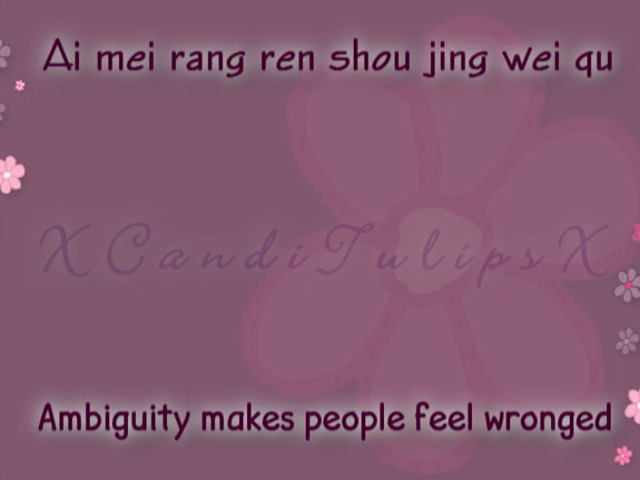 Ai mei rang ren shou jing wei qu
XCandiTulipsX
Ambiguity makes people feel wronged